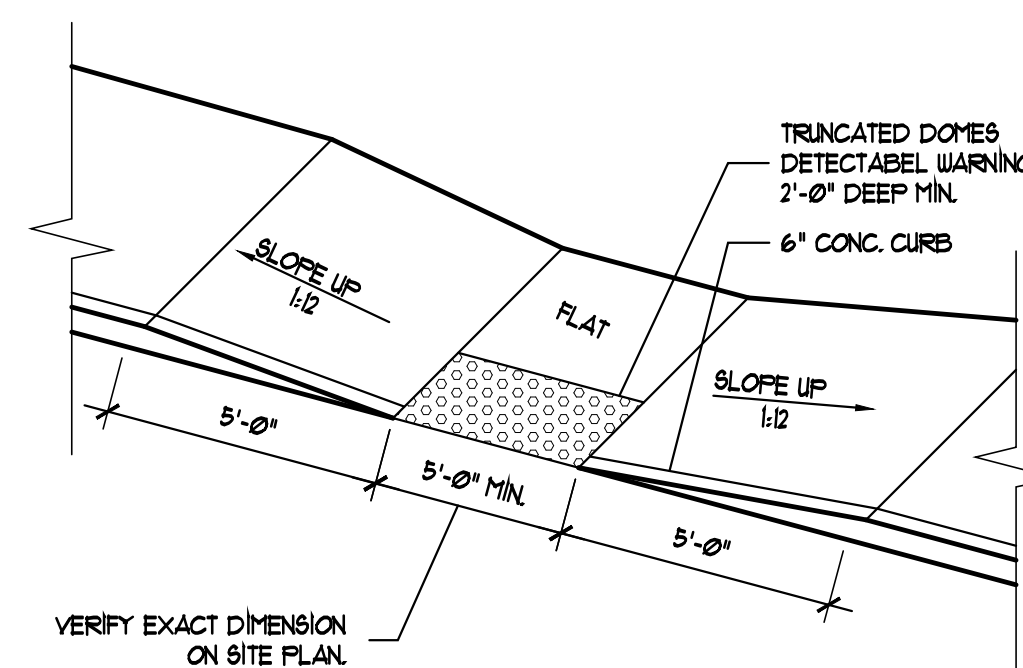 TRUNCATED DOMES
DETECTABEL WARNING
2'-0" DEEP MIN.
6" CONC. CURB
SLOPE UP
1:12
FLAT
SLOPE UP
1:12
5'-0"
5'-0" MIN.
5'-0"
VERIFY EXACT DIMENSION
ON SITE PLAN.